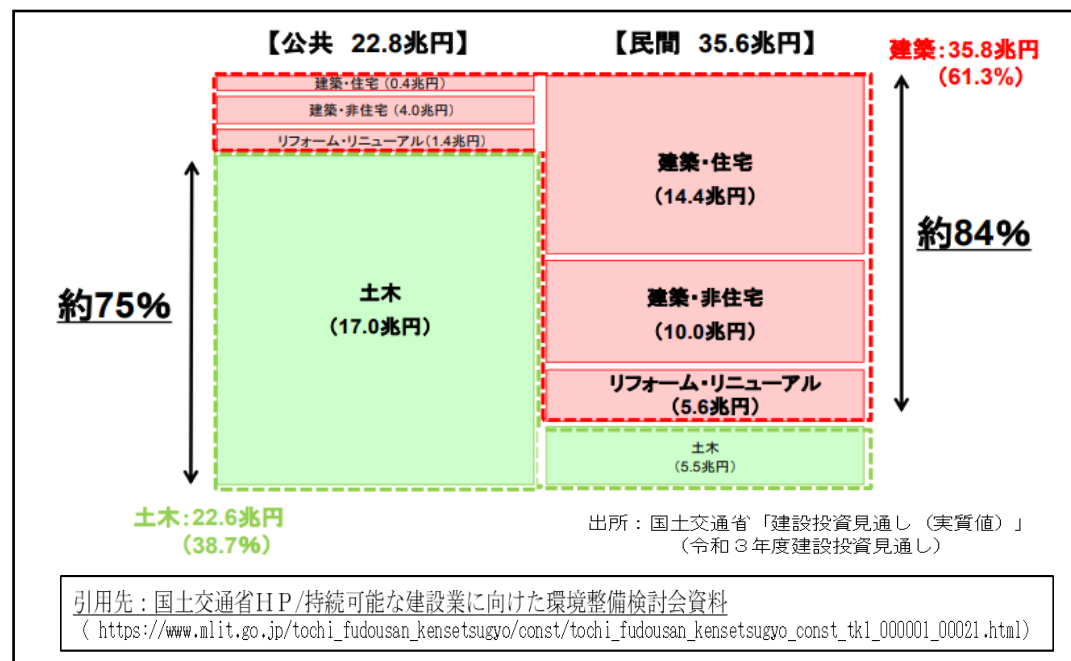 【公共 22.8兆円】
【民間 35.6兆円】
建築:35.8兆円
(61.3%)
建築・住宅 (0.4兆円)
建築・非住宅 (4.0兆円)
リフォーム・リニューアル(1.4兆円)
約75%
土木
(17.0兆円)
建築・住宅
(14.4兆円)
建築・非住宅
(10.0兆円)
リフォーム・リニューアル
(5.6兆円)
土木
(5.5兆円)
約84%
土木:22.6兆円
(38.7%)
出所:国土交通省「建設投資見通し(実質値)」
(令和3年度建設投資見通し)
引用先:国土交通省HP/持続可能な建設業に向けた環境整備検討会資料
( https://www.mlit.go.jp/tochi_fudousan_kensetsugyo/const/tochi_fudousan_kensetsugyo_const_tk1_000001_00021.html)